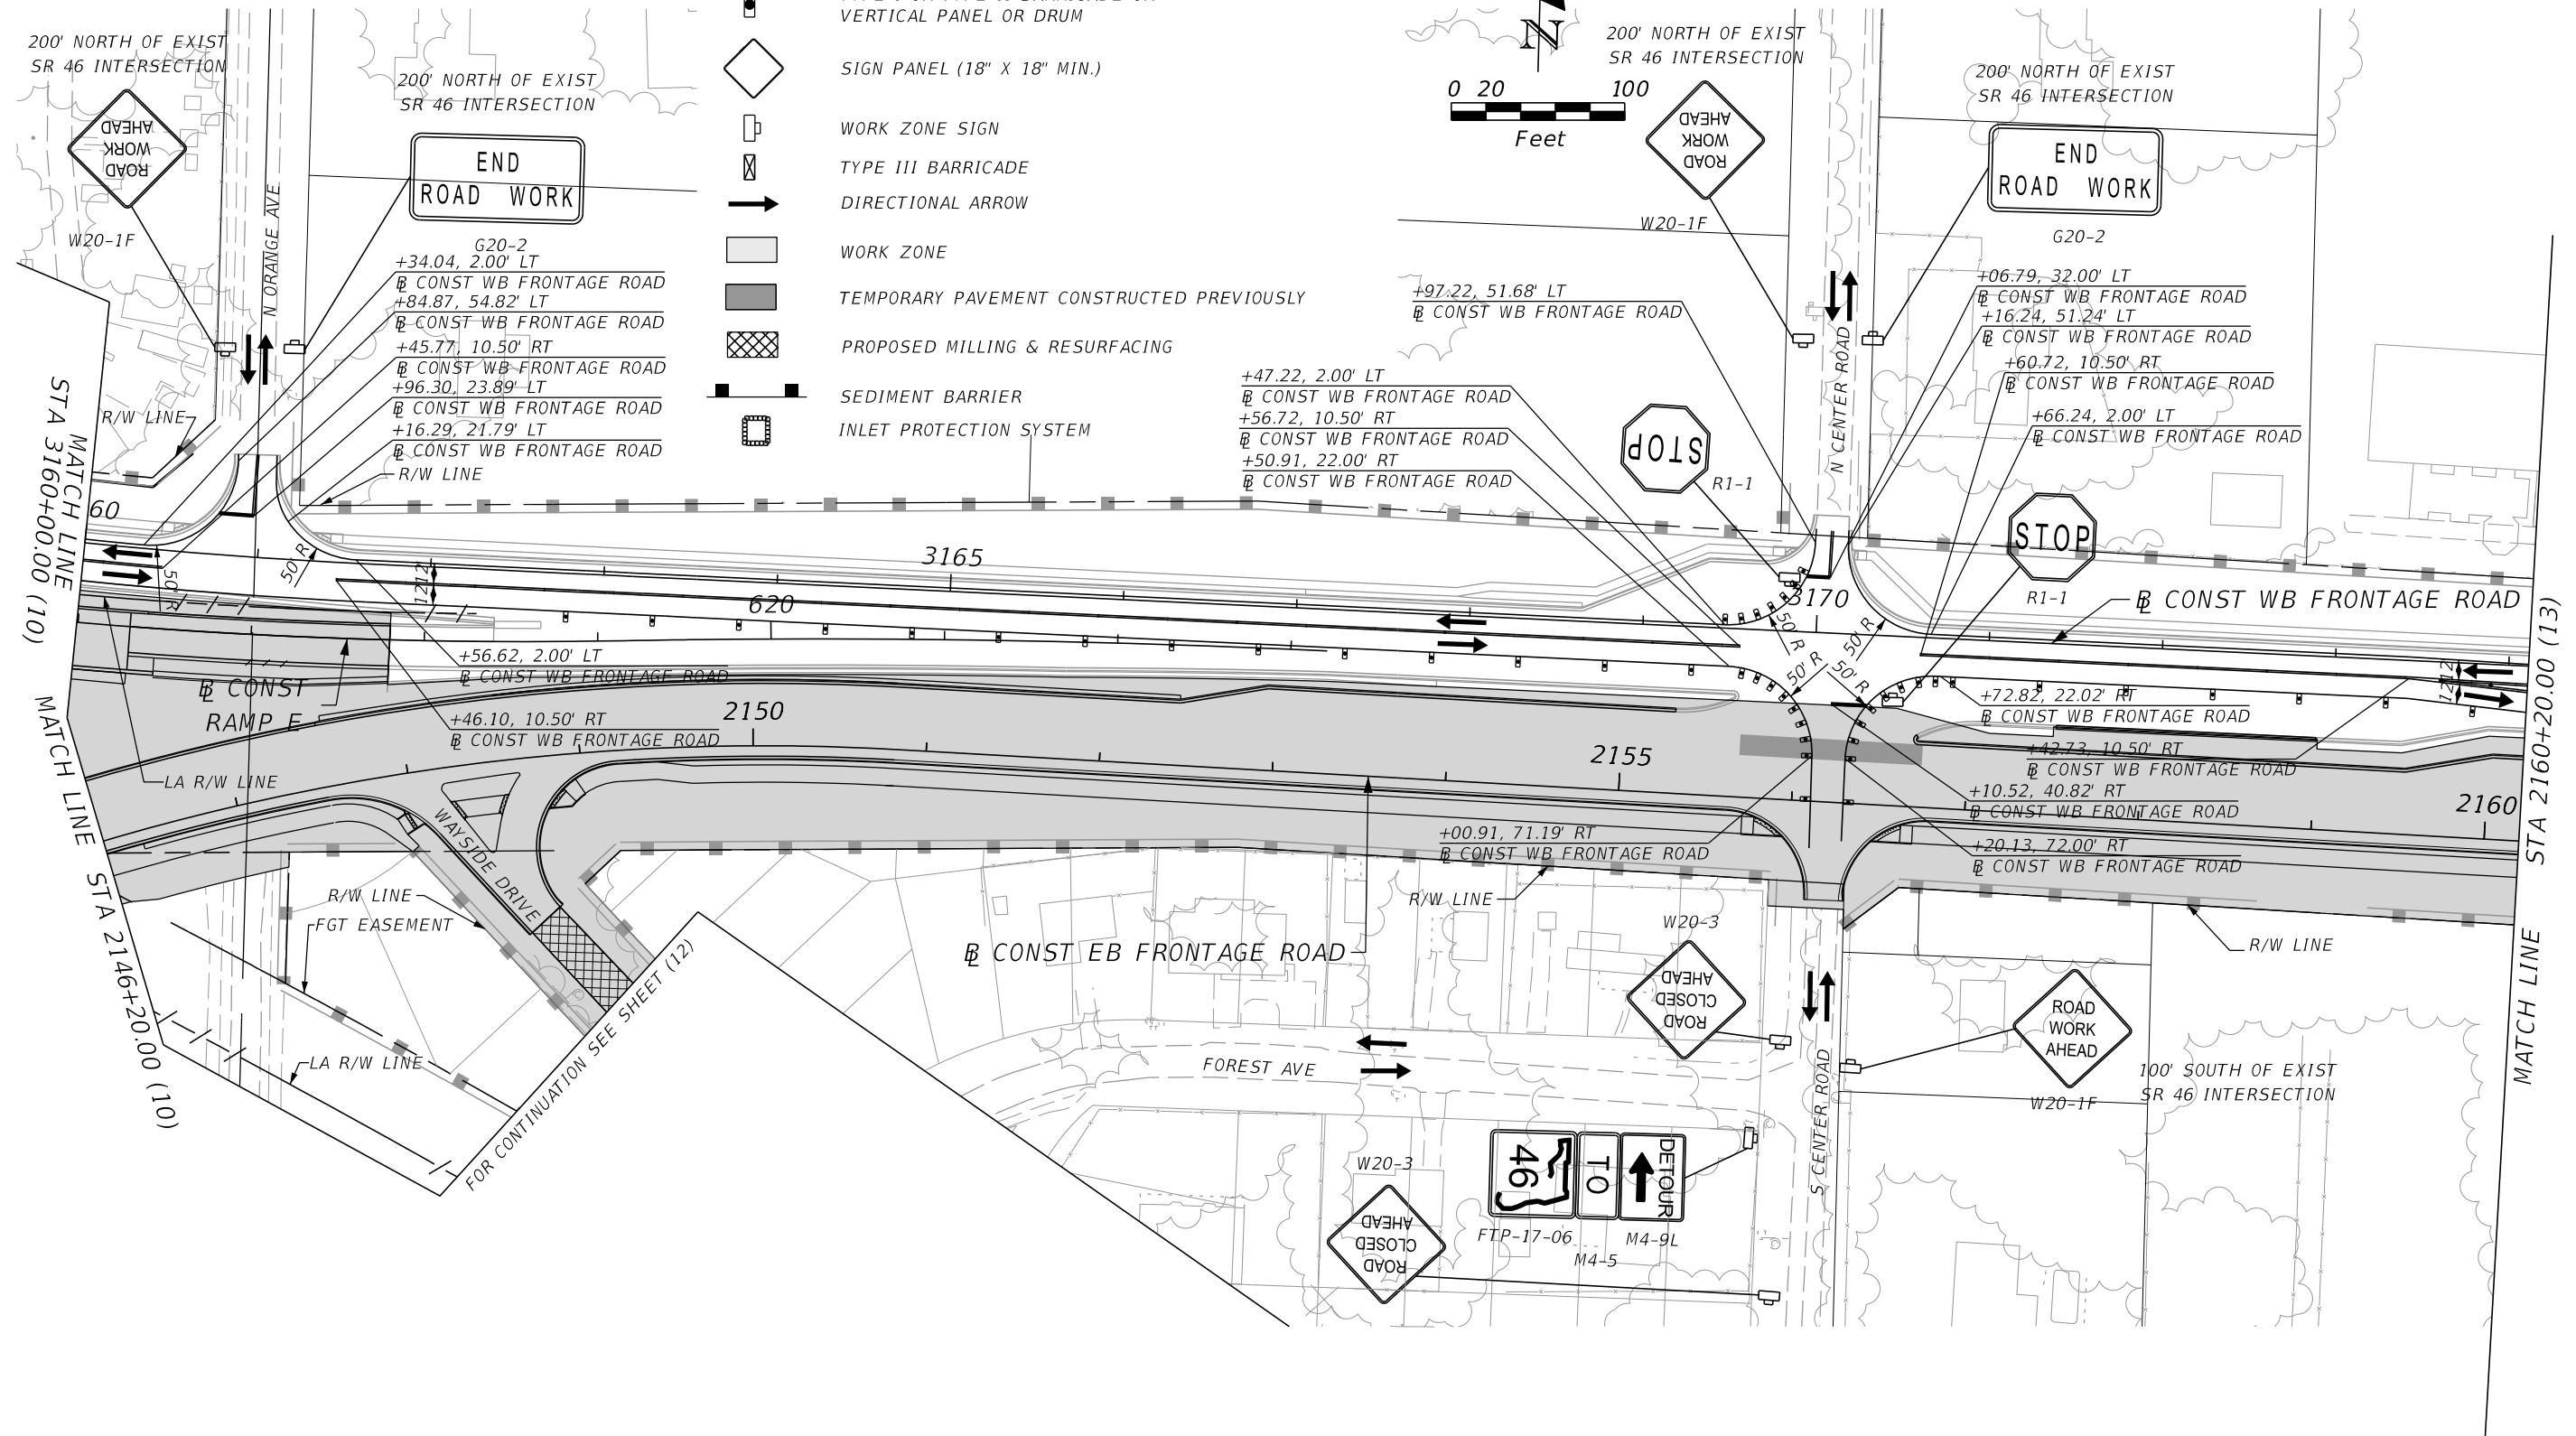 VERTICAL PANEL OR DRUM
SIGN PANEL (18" X 18" MIN.)
WORK ZONE SIGN
TYPE III BARRICADE
DIRECTIONAL ARROW
WORK ZONE
TEMPORARY PAVEMENT CONSTRUCTED PREVIOUSLY
PROPOSED MILLING & RESURFACING
SEDIMENT BARRIER
INLET PROTECTION SYSTEM
N
0 20 100
Feet
200' NORTH OF EXIST
SR 46 INTERSECTION
ROAD
WORK
AHEAD
W20-1F
200' NORTH OF EXIST
SR 46 INTERSECTION
END
ROAD WORK
G20-2
N ORANGE AVE
+34.04, 2.00' LT
℄ CONST WB FRONTAGE ROAD
+84.87, 54.82' LT
℄ CONST WB FRONTAGE ROAD
+45.77, 10.50' RT
℄ CONST WB FRONTAGE ROAD
+96.30, 23.89' LT
℄ CONST WB FRONTAGE ROAD
+16.29, 21.79' LT
℄ CONST WB FRONTAGE ROAD
R/W LINE
R/W LINE
MATCH LINE
STA 3160+00.00 (10)
60
50' R
50' R
12
12
3165
620
200' NORTH OF EXIST
SR 46 INTERSECTION
ROAD
WORK
AHEAD
W20-1F
200' NORTH OF EXIST
SR 46 INTERSECTION
END
ROAD WORK
G20-2
N CENTER ROAD
+97.22, 51.68' LT
℄ CONST WB FRONTAGE ROAD
+47.22, 2.00' LT
℄ CONST WB FRONTAGE ROAD
+56.72, 10.50' RT
℄ CONST WB FRONTAGE ROAD
+50.91, 22.00' RT
℄ CONST WB FRONTAGE ROAD
STOP
R1-1
+06.79, 32.00' LT
℄ CONST WB FRONTAGE ROAD
+16.24, 51.24' LT
℄ CONST WB FRONTAGE ROAD
+60.72, 10.50' RT
℄ CONST WB FRONTAGE ROAD
+66.24, 2.00' LT
℄ CONST WB FRONTAGE ROAD
STOP
R1-1
3170
℄ CONST WB FRONTAGE ROAD
50' R
50' R
50' R
50' R
12
12
+56.62, 2.00' LT
℄ CONST WB FRONTAGE ROAD
℄ CONST
RAMP E
+46.10, 10.50' RT
℄ CONST WB FRONTAGE ROAD
2150
LA R/W LINE
+72.82, 22.02' RT
℄ CONST WB FRONTAGE ROAD
+42.73, 10.50' RT
℄ CONST WB FRONTAGE ROAD
2155
+10.52, 40.82' RT
℄ CONST WB FRONTAGE ROAD
2160
+00.91, 71.19' RT
℄ CONST WB FRONTAGE ROAD
+20.13, 72.00' RT
℄ CONST WB FRONTAGE ROAD
WAYSIDE DRIVE
R/W LINE
FGT EASEMENT
R/W LINE
℄ CONST EB FRONTAGE ROAD
R/W LINE
MATCH LINE STA 2146+20.00 (10)
LA R/W LINE
FOR CONTINUATION SEE SHEET (12)
FOREST AVE
W20-3
ROAD
CLOSED
AHEAD
S CENTER ROAD
ROAD
WORK
AHEAD
W20-1F
100' SOUTH OF EXIST
SR 46 INTERSECTION
DETOUR
TO
46
FTP-17-06
M4-5
M4-9L
W20-3
ROAD
CLOSED
AHEAD
MATCH LINE STA 2160+20.00 (13)